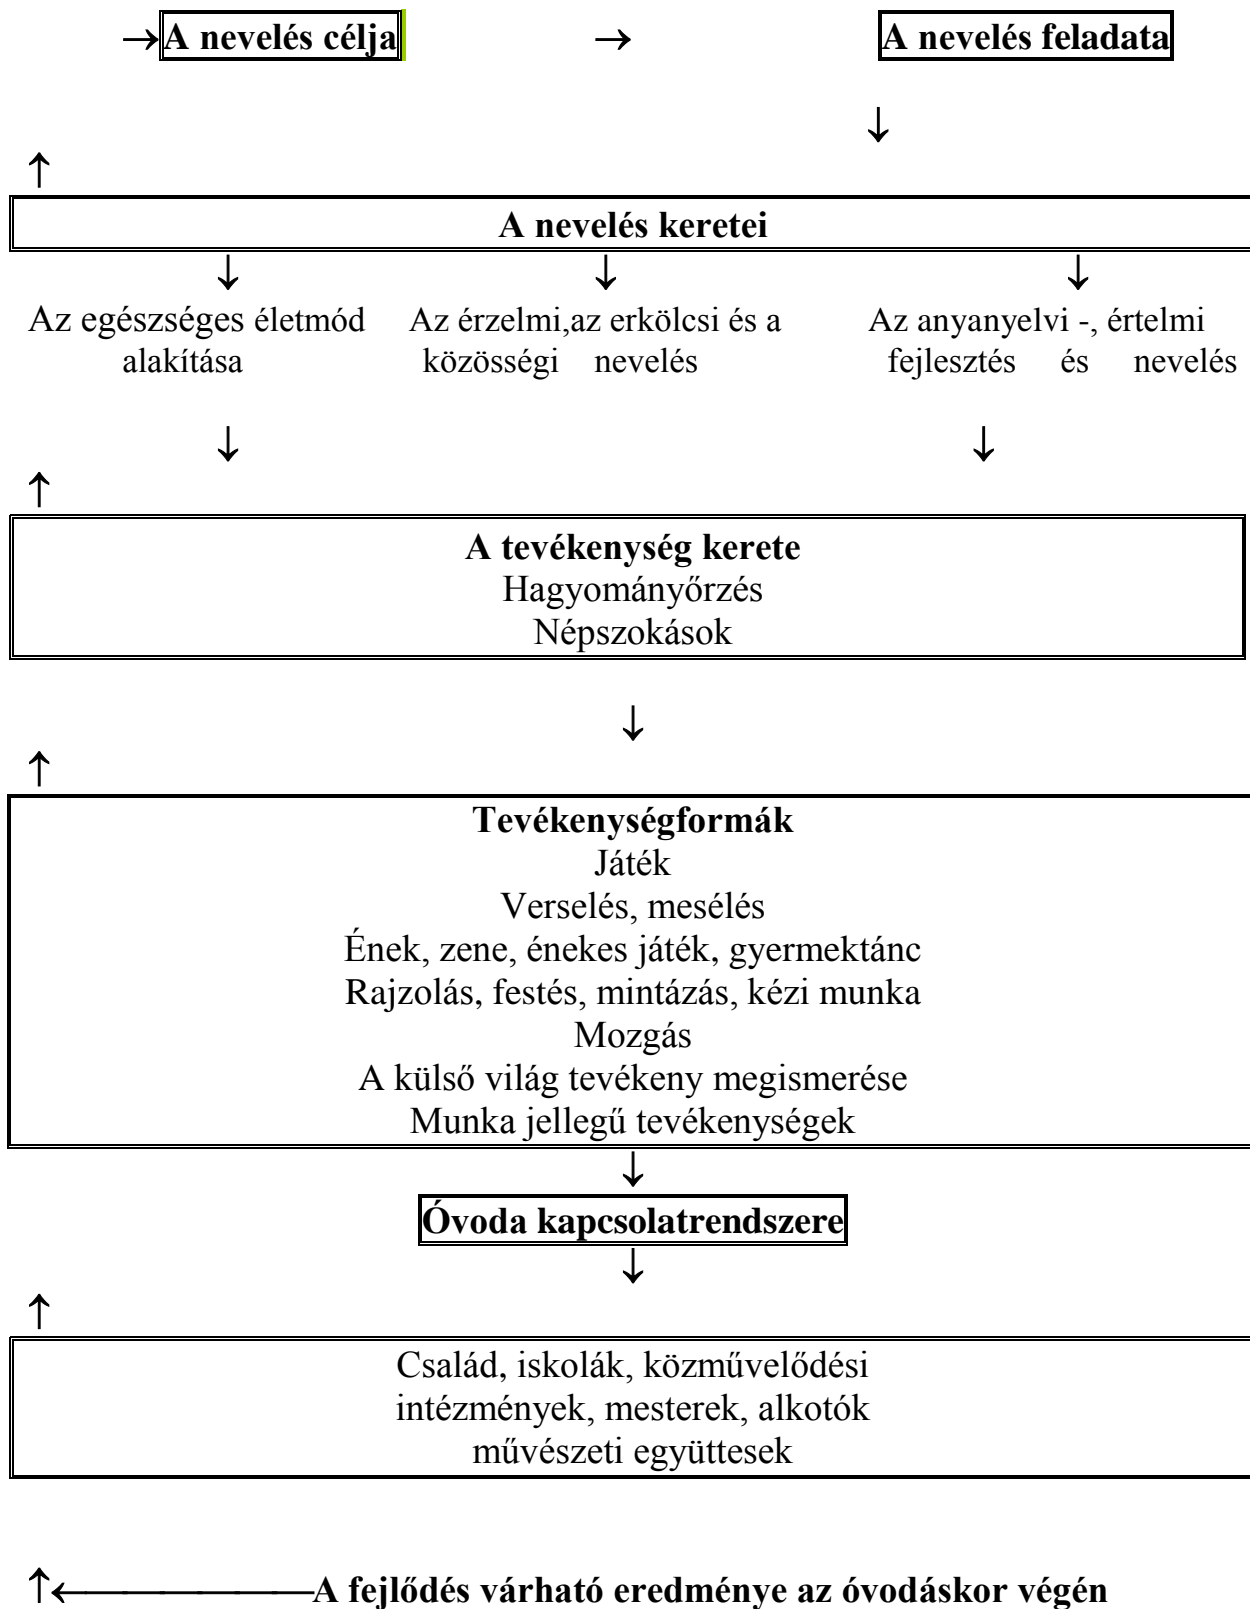 →A nevelés célja → A nevelés feladata
↓
↑
A nevelés keretei
↓ ↓ ↓
Az egészséges életmód Az érzelmi,az erkölcsi és a Az anyanyelvi -, értelmi
alakítása közösségi nevelés fejlesztés és nevelés
↓ ↓
↑
A tevékenység kerete
Hagyományőrzés
Népszokások
↓
↑
Tevékenységformák
Játék
Verselés, mesélés
Ének, zene, énekes játék, gyermektánc
Rajzolás, festés, mintázás, kézi munka
Mozgás
A külső világ tevékeny megismerése
Munka jellegű tevékenységek
↓
Óvoda kapcsolatrendszere
↓
↑
Család, iskolák, közművelődési
intézmények, mesterek, alkotók
művészeti együttesek
↑←A fejlődés várható eredménye az óvodáskor végén